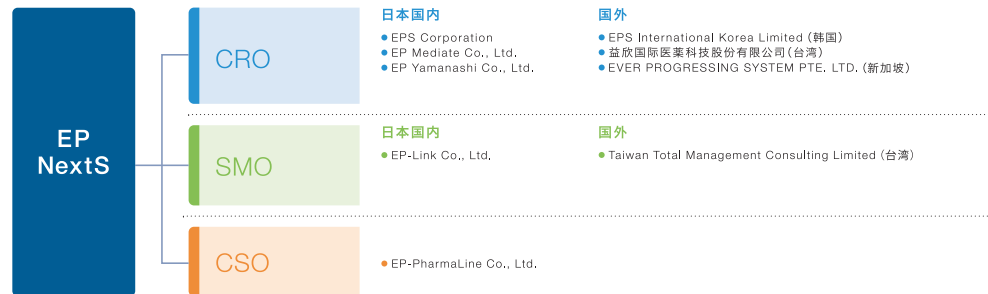 EP
NextS
CRO
日本国内
EPS Corporation
EP Mediate Co., Ltd.
EP Yamanashi Co., Ltd.
国外
EPS International Korea Limited (韩国)
益欣国际医薬科技股份有限公司(台湾)
EVER PROGRESSING SYSTEM PTE. LTD. (新加坡)
SMO
日本国内
EP-Link Co., Ltd.
国外
Taiwan Total Management Consulting Limited (台湾)
CSO
EP-PharmaLine Co., Ltd.